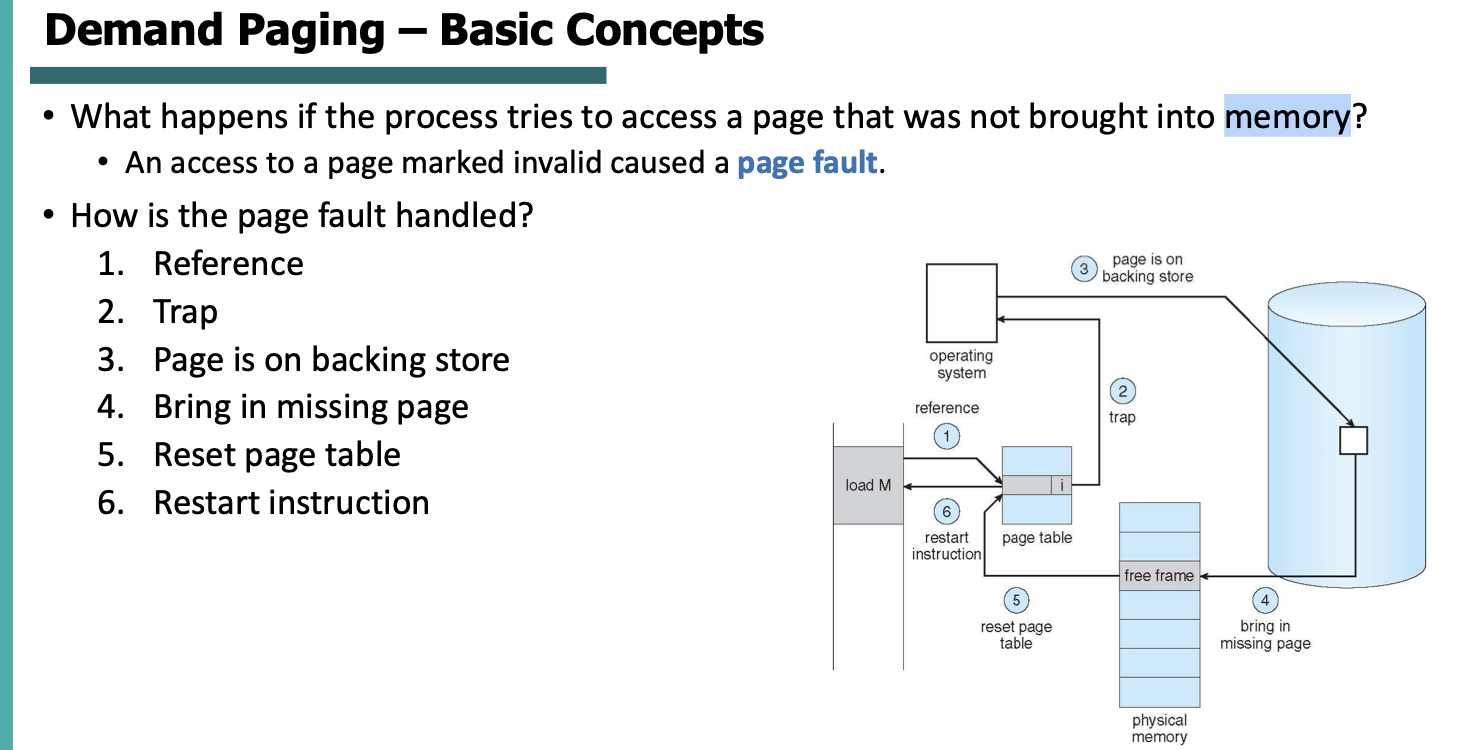 Demand Paging – Basic Concepts
• What happens if the process tries to access a page that was not brought into memory?
• An access to a page marked invalid caused a page fault.
• How is the page fault handled?
1. Reference
2. Trap
3. Page is on backing store
4. Bring in missing page
5. Reset page table
6. Restart instruction
3
page is on
backing store
operating
system
2
trap
reference
1
load M
i
6
restart
instruction
page table
free frame
5
reset page
table
4
bring in
missing page
physical
memory